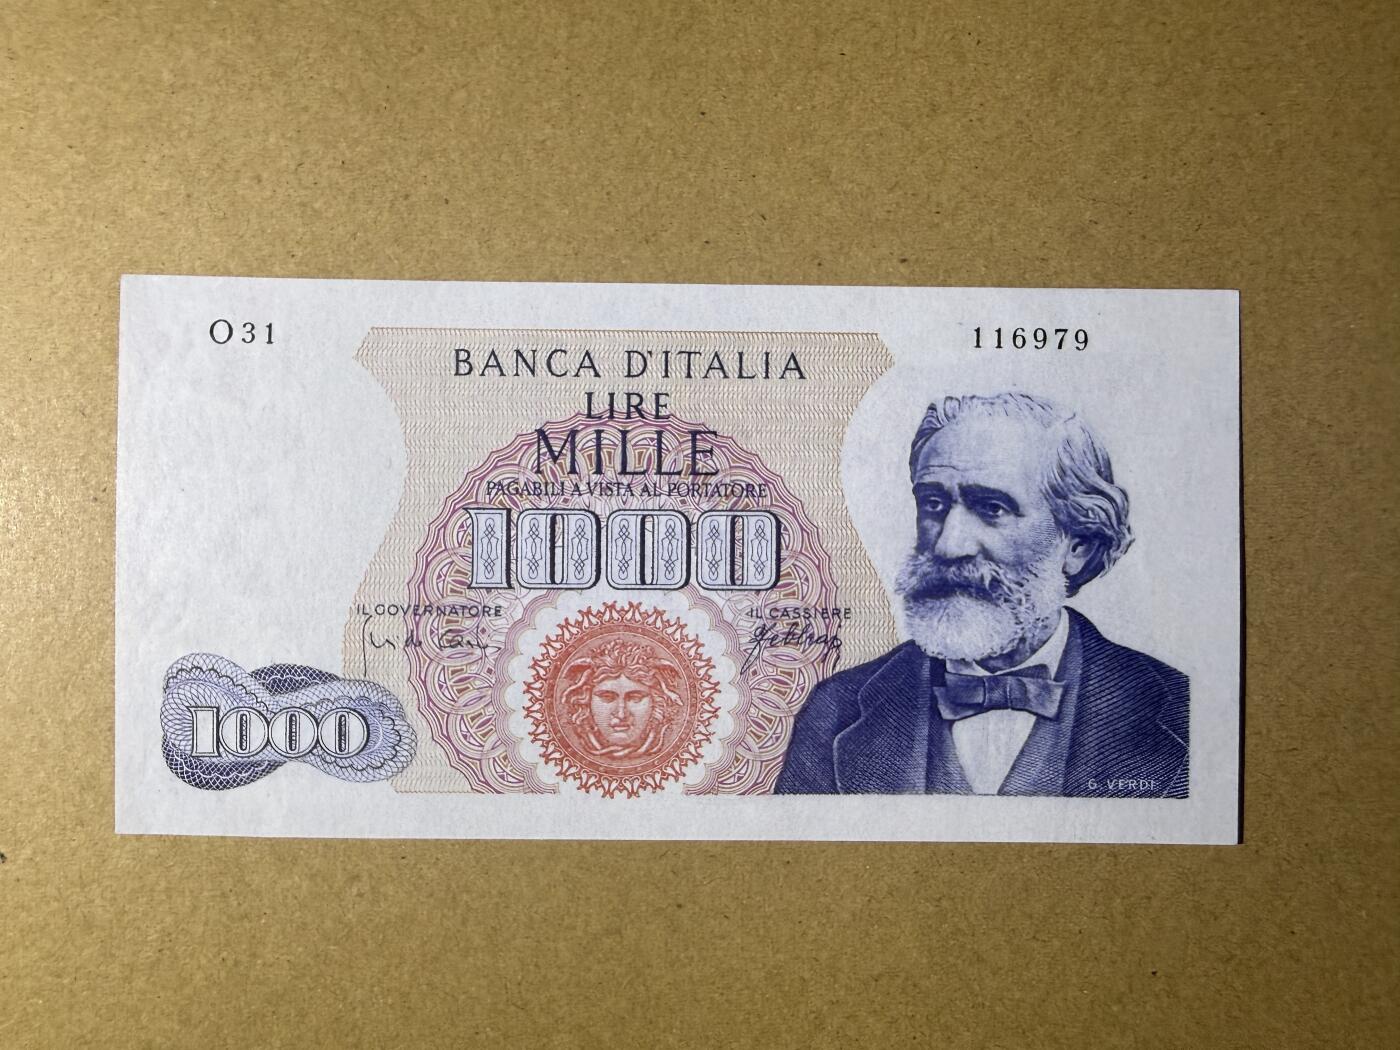 O31
116979
BANCA D'ITALIA
LIRE
MILLE
PAGABILI A VISTA AL PORTATORE
1000
IL GOVERNATORE
IL CASSIERE
1000
G. VERDI